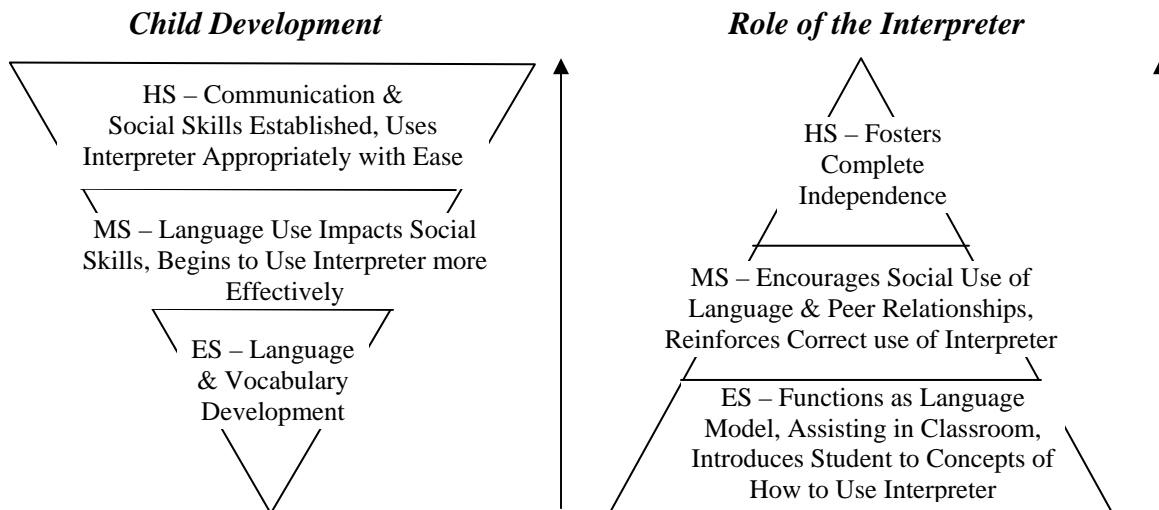 Child Development
HS – Communication &
Social Skills Established, Uses
Interpreter Appropriately with Ease
MS – Language Use Impacts Social
Skills, Begins to Use Interpreter more
Effectively
ES – Language
& Vocabulary
Development
Role of the Interpreter
HS – Fosters
Complete
Independence
MS – Encourages Social Use of
Language & Peer Relationships,
Reinforces Correct use of Interpreter
ES – Functions as Language
Model, Assisting in Classroom,
Introduces Student to Concepts of
How to Use Interpreter